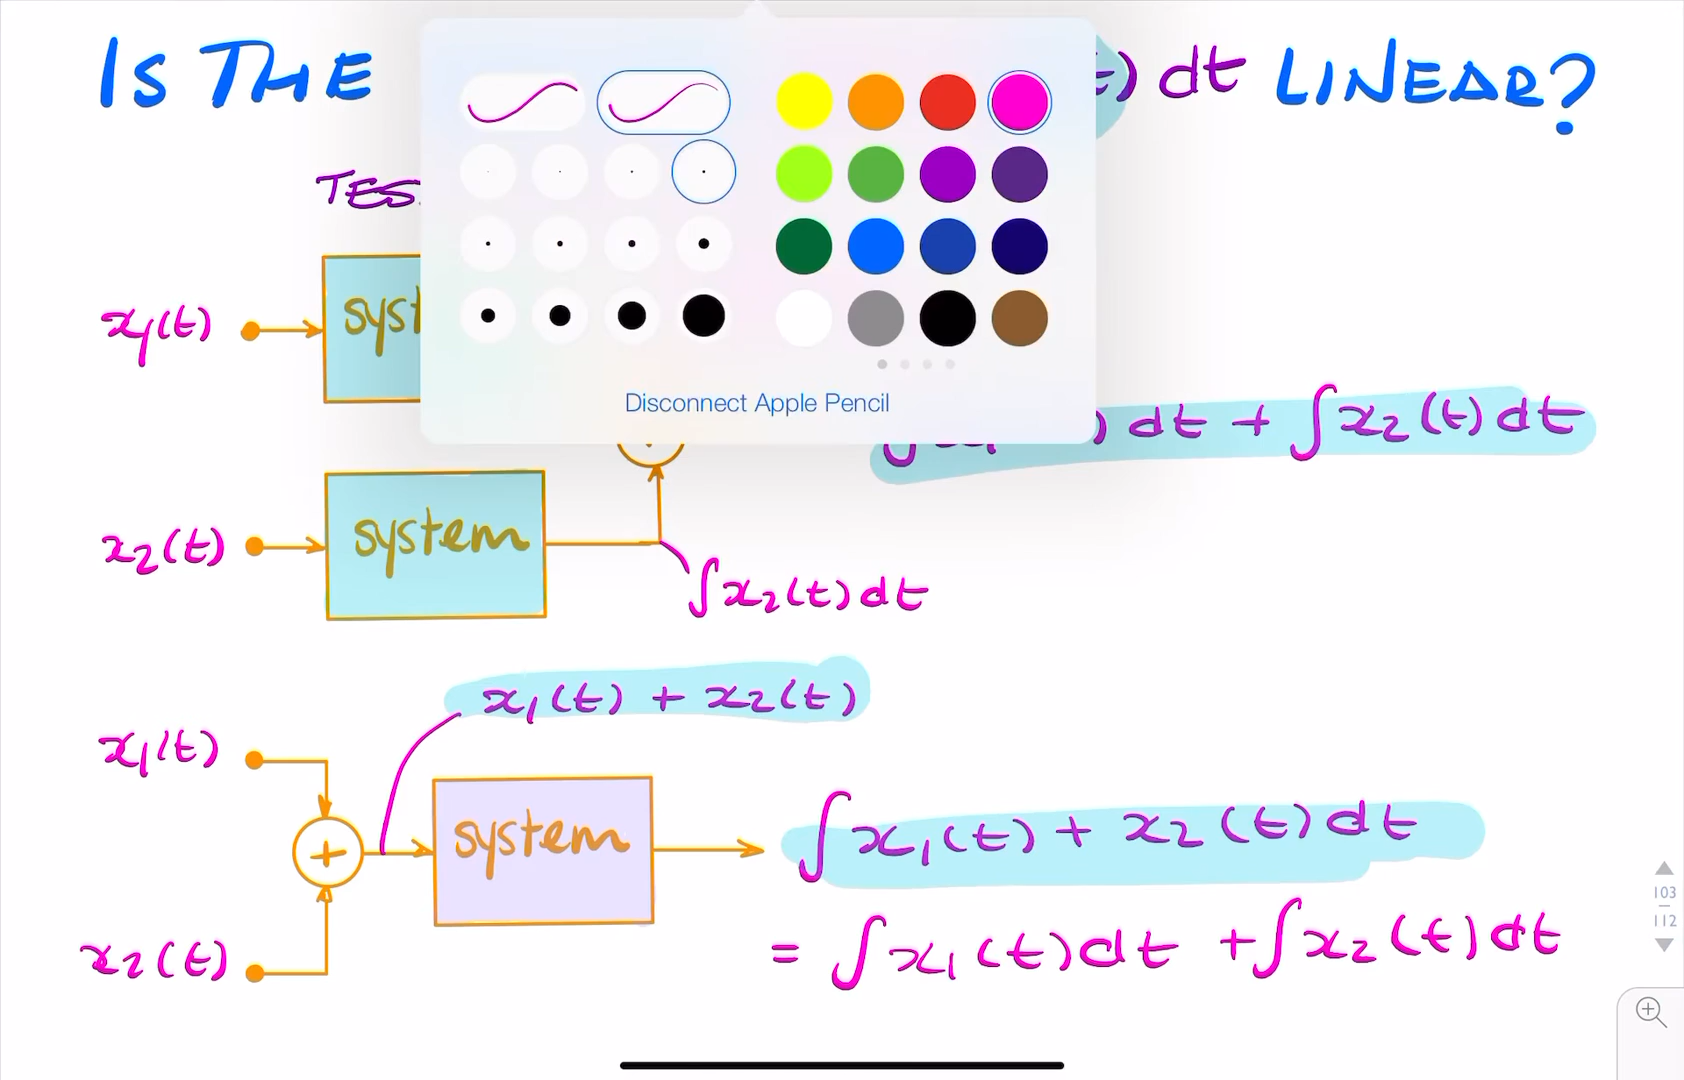 IS THE ) dt LINEAR?
TES
x1(t) syst
Disconnect Apple Pencil
) dt + ∫x2(t) dt
x2(t) system
∫x2(t) dt
x1(t) + x2(t)
x1(t)
+ system ∫x1(t) + x2(t) dt
103
112
x2(t) = ∫x1(t) dt + ∫x2(t) dt